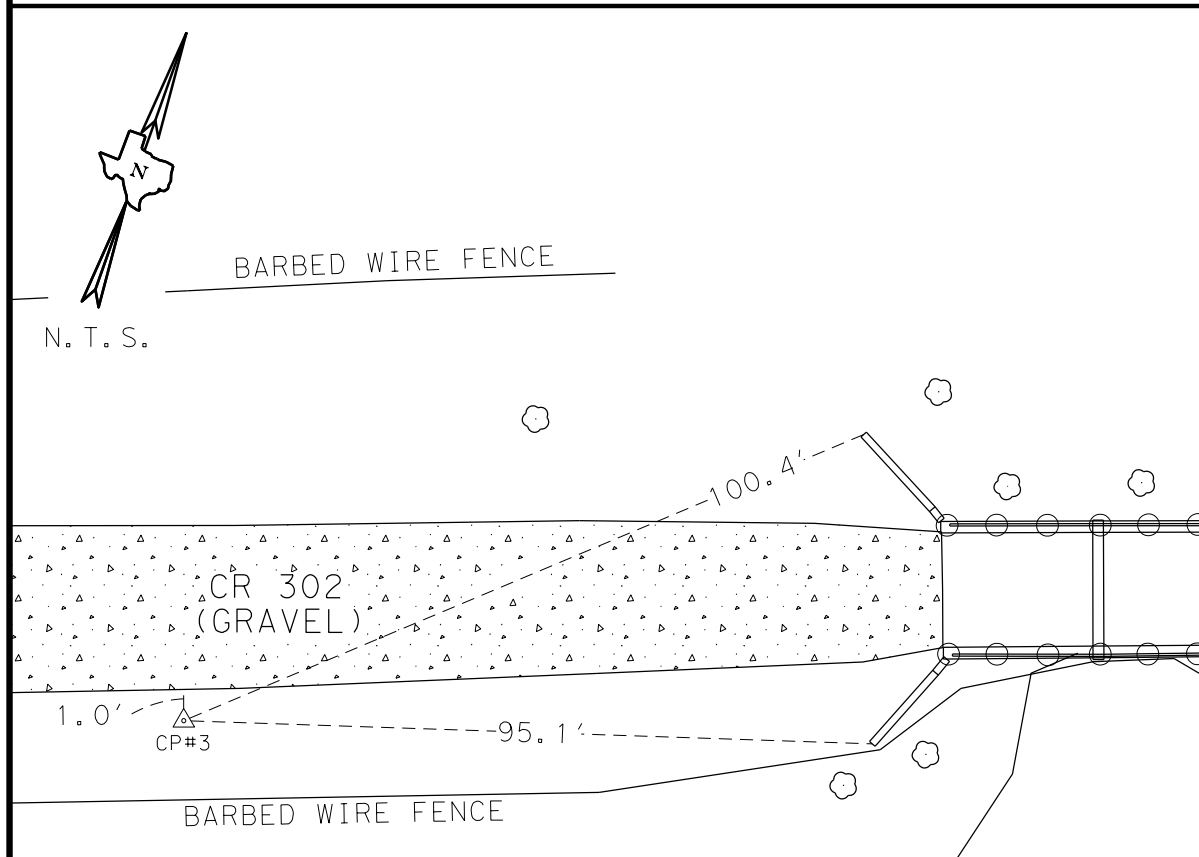 N
BARBED WIRE FENCE
N.T.S.
100.4'
CR 302
(GRAVEL)
1.0'
CP#3
95.1'
BARBED WIRE FENCE